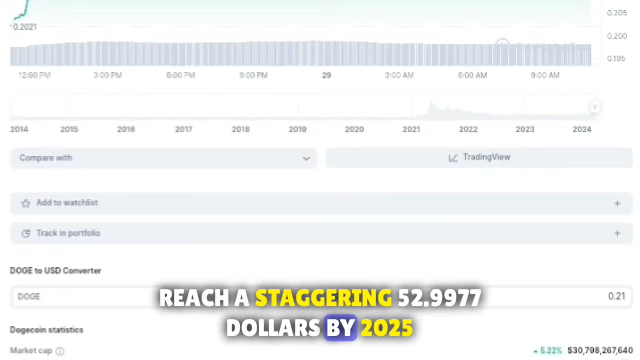 0.205
0.2021
0.200
0.195
12:00 PM 3:00 PM 6:00 PM 9:00 PM 29 3:00 AM 6:00 AM 9:00 AM
2014 2015 2016 2017 2018 2019 2020 2021 2022 2023 2024
Compare with TradingView
Add to watchlist +
Track in portfolio +
DOGE to USD Converter
DOGE 0.21
REACH A STAGGERING 52.9977
DOLLARS BY 2025
Dogecoin statistics
Market cap 5.22% $30,798,267,640